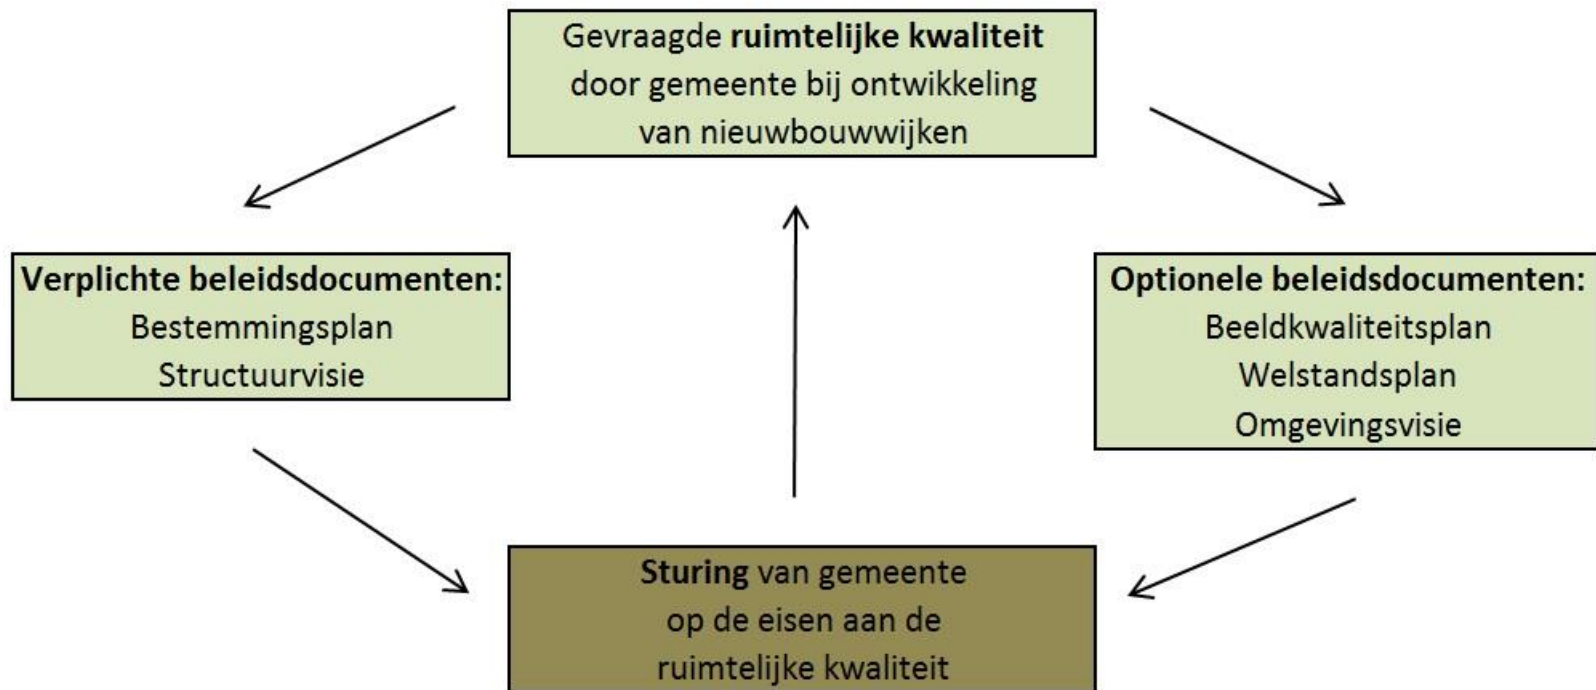 Gevraagde ruimtelijke kwaliteit
door gemeente bij ontwikkeling
van nieuwbouwwijken
Verplichte beleidsdocumenten:
Bestemmingsplan
Structuurvisie
Optionele beleidsdocumenten:
Beeldkwaliteitsplan
Welstandsplan
Omgevingsvisie
Sturing van gemeente
op de eisen aan de
ruimtelijke kwaliteit